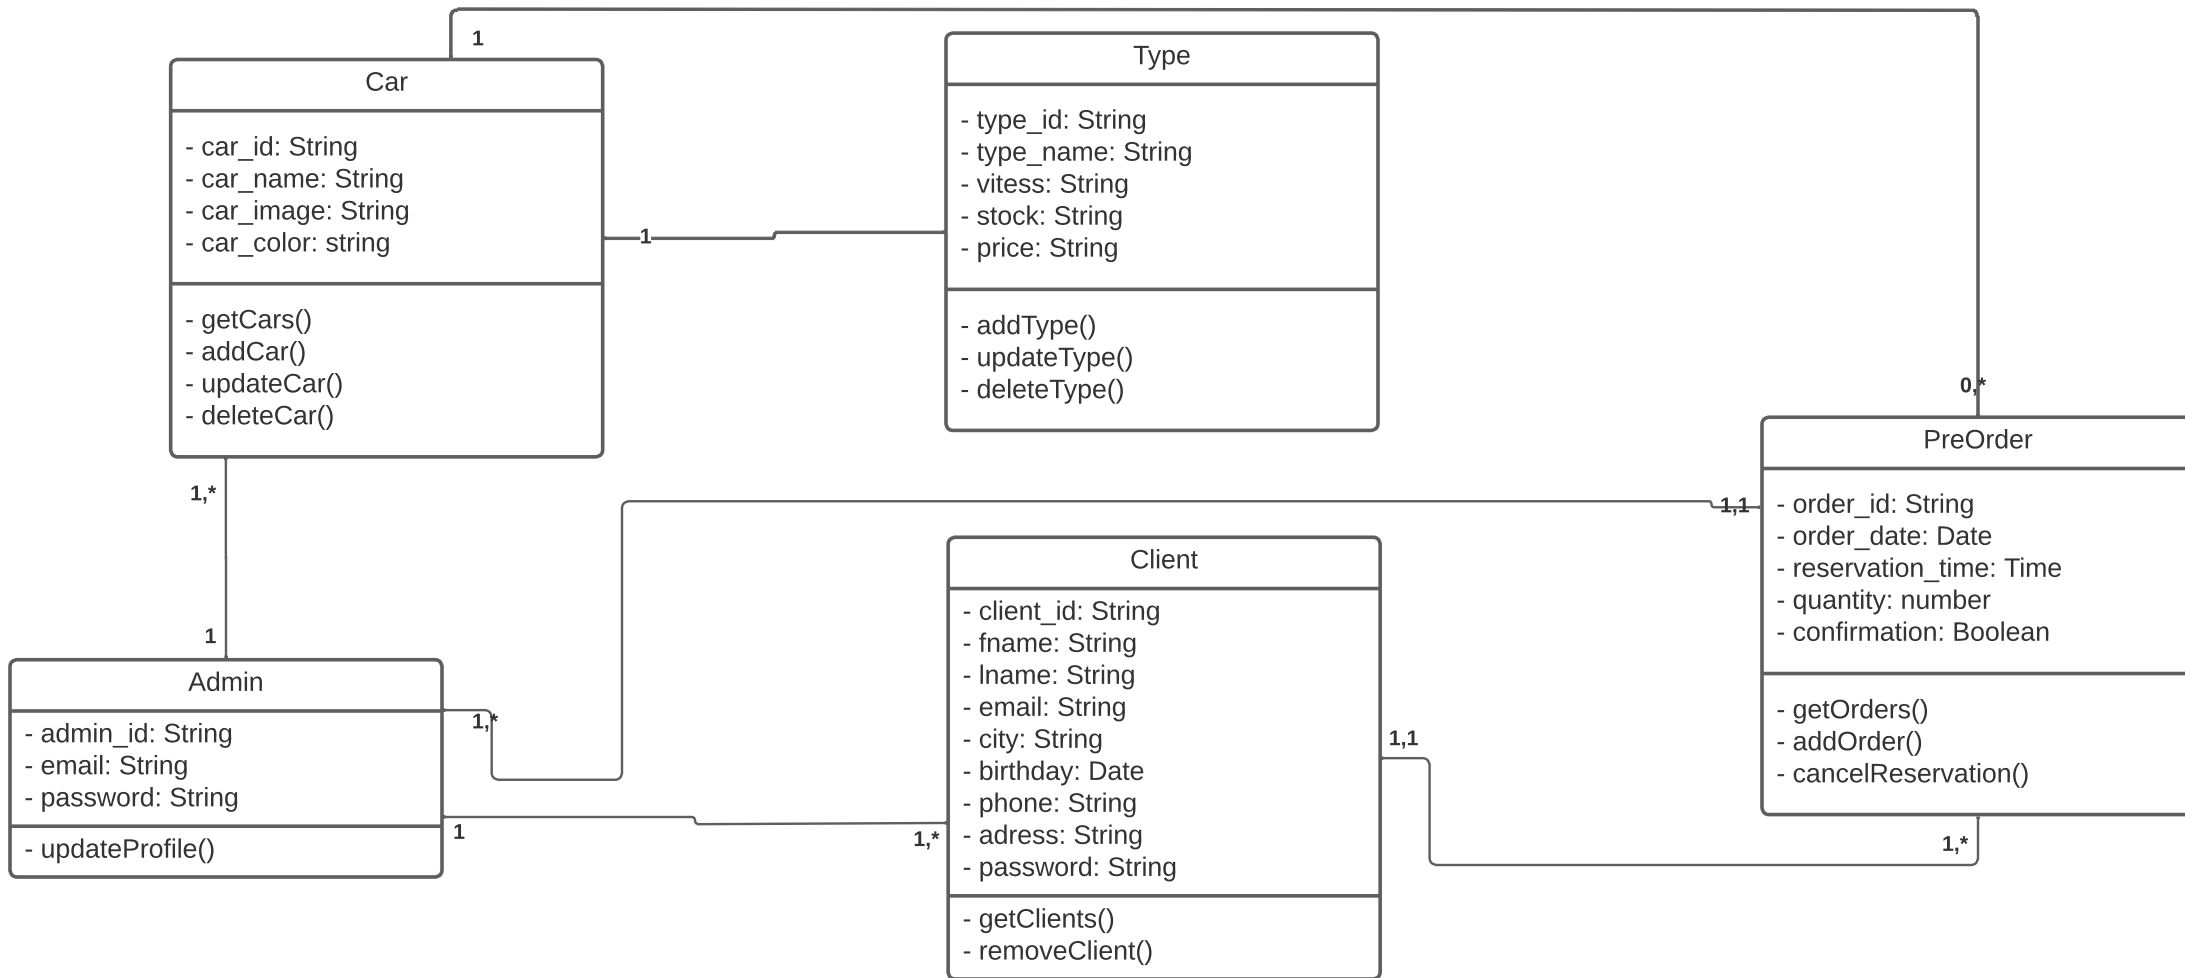 1
Car
- car_id: String
- car_name: String
- car_image: String
- car_color: string
- getCars()
- addCar()
- updateCar()
- deleteCar()
1
Type
- type_id: String
- type_name: String
- vitess: String
- stock: String
- price: String
- addType()
- updateType()
- deleteType()
0,*
PreOrder
- order_id: String
- order_date: Date
- reservation_time: Time
- quantity: number
- confirmation: Boolean
- getOrders()
- addOrder()
- cancelReservation()
1,1
1,*
1,*
1
Admin
- admin_id: String
- email: String
- password: String
- updateProfile()
1,*
1
1,*
Client
- client_id: String
- fname: String
- lname: String
- email: String
- city: String
- birthday: Date
- phone: String
- adress: String
- password: String
- getClients()
- removeClient()
1,1